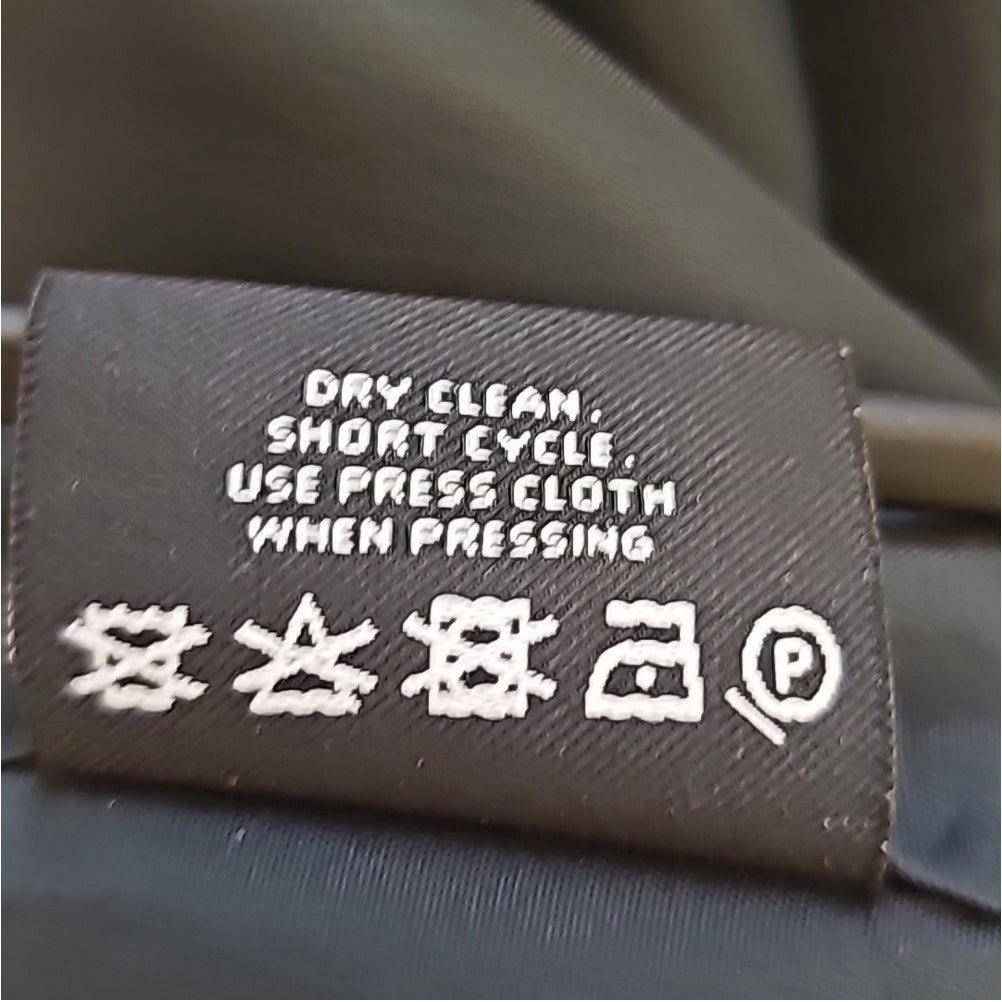 DRY CLEAN.
SHORT CYCLE.
USE PRESS CLOTH
WHEN PRESSING
P